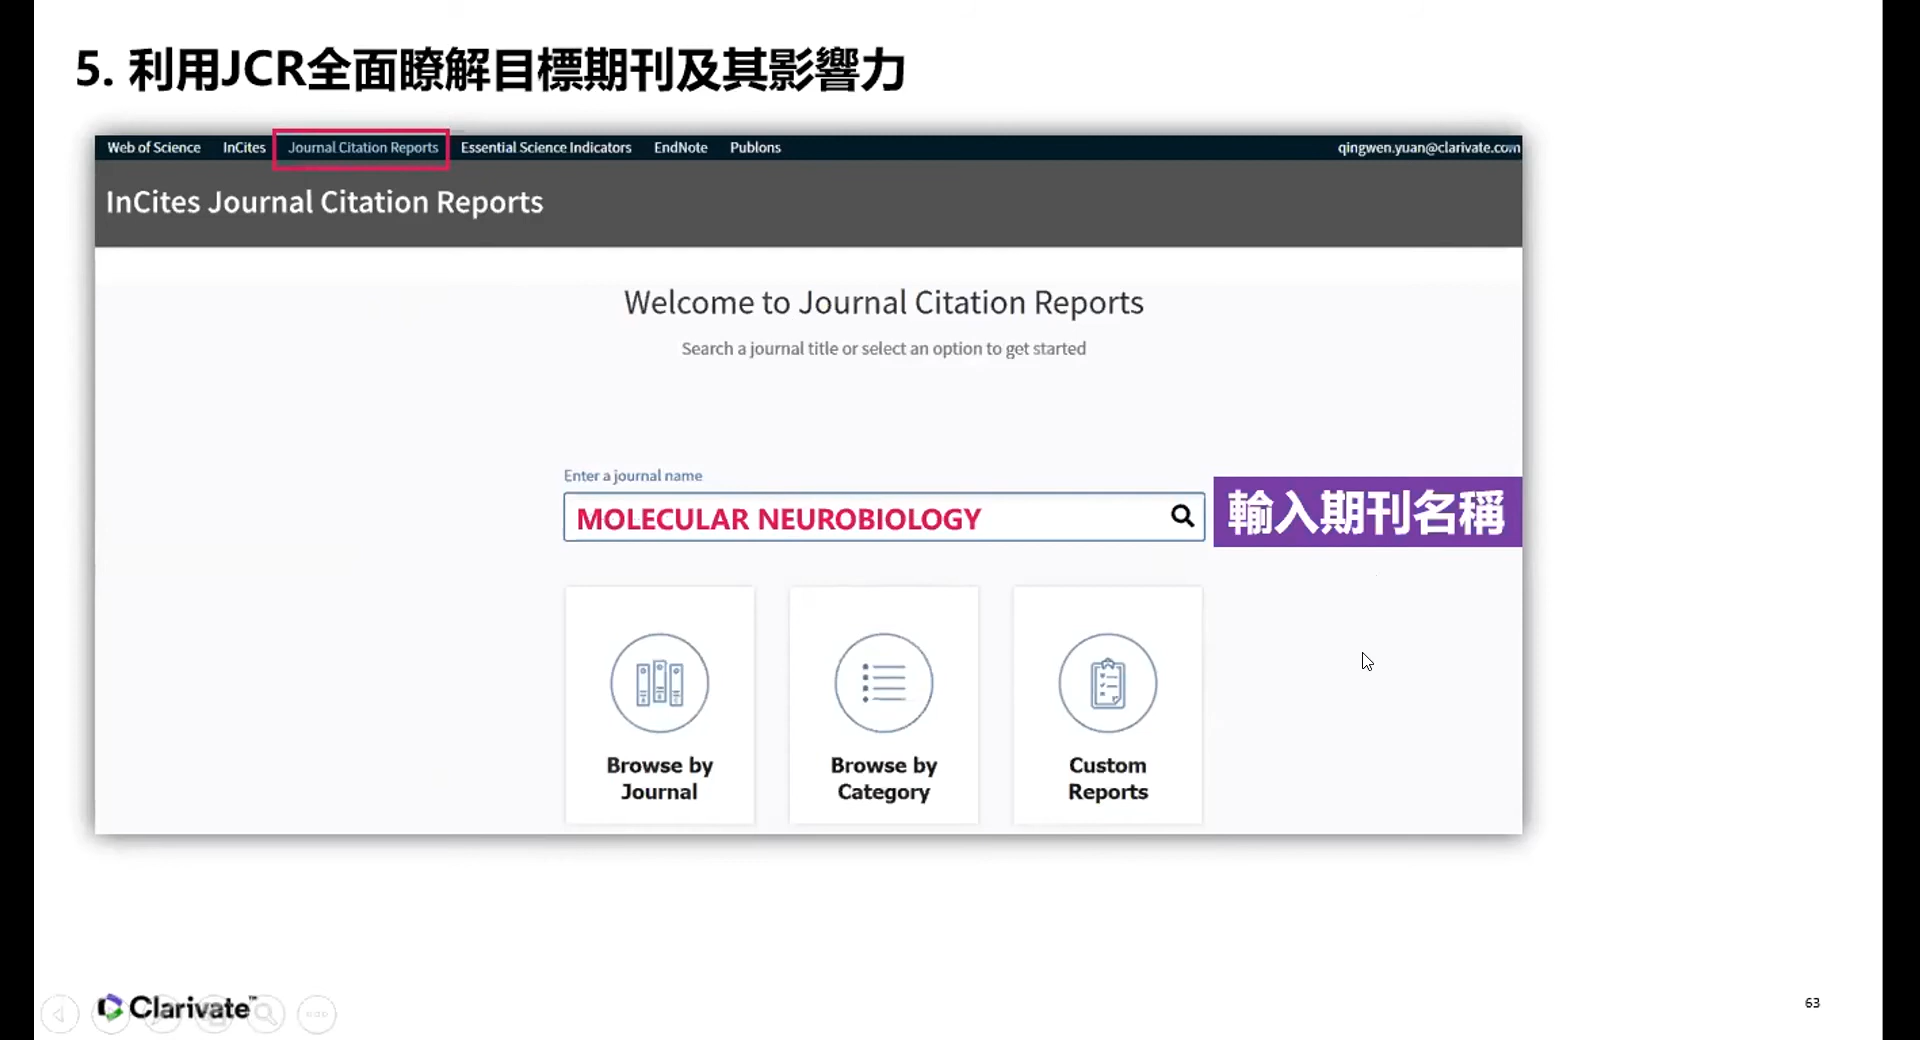 5. 利用JCR全面瞭解目標期刊及其影響力
Web of Science InCites Journal Citation Reports Essential Science Indicators EndNote Publons qingwen.yuan@clarivate.com
InCites Journal Citation Reports
Welcome to Journal Citation Reports
Search a journal title or select an option to get started
Enter a journal name
MOLECULAR NEUROBIOLOGY
輸入期刊名稱
Browse by
Journal
Browse by
Category
Custom
Reports
Clarivate™
63